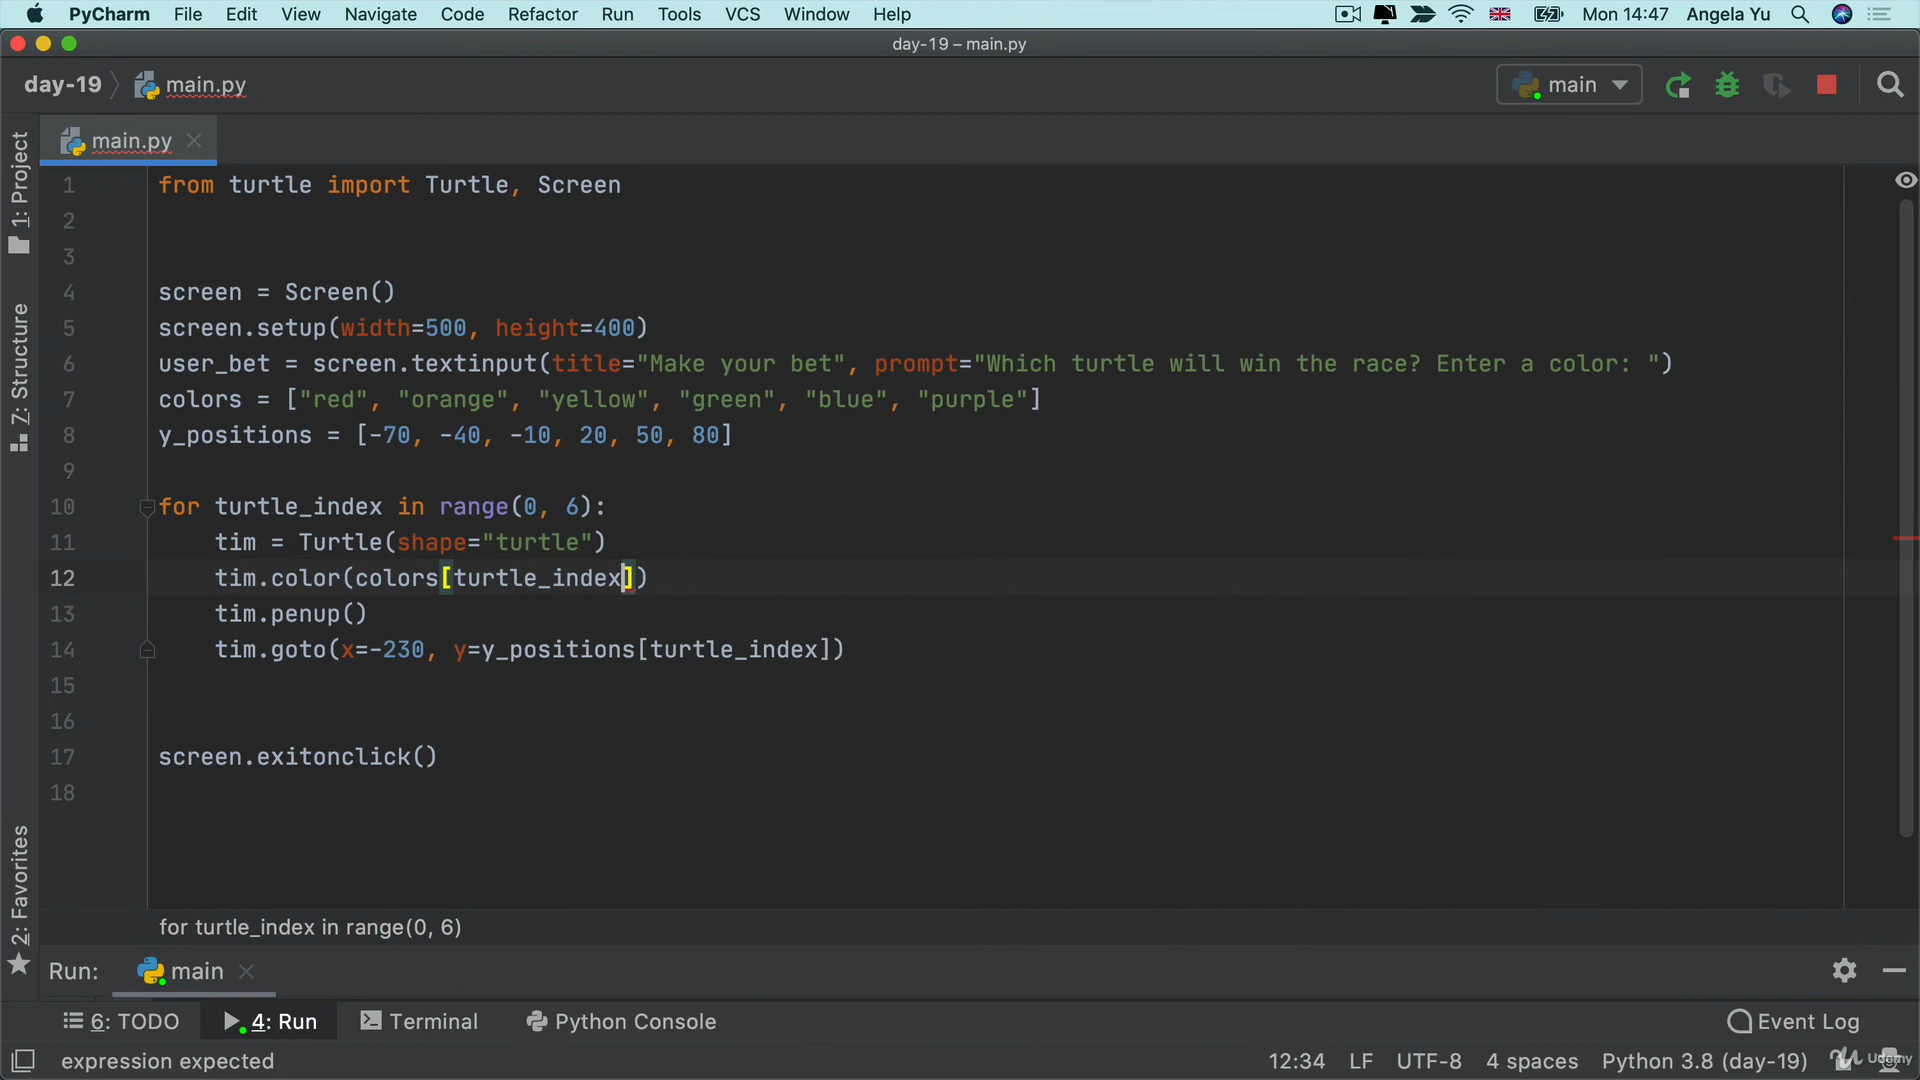 PyCharm File Edit View Navigate Code Refactor Run Tools VCS Window Help Mon 14:47 Angela Yu
day-19 – main.py
day-19 main.py main
main.py
1: Project
7: Structure
2: Favorites
1 from turtle import Turtle, Screen
2
3
4 screen = Screen()
5 screen.setup(width=500, height=400)
6 user_bet = screen.textinput(title="Make your bet", prompt="Which turtle will win the race? Enter a color: ")
7 colors = ["red", "orange", "yellow", "green", "blue", "purple"]
8 y_positions = [-70, -40, -10, 20, 50, 80]
9
10 for turtle_index in range(0, 6):
11 tim = Turtle(shape="turtle")
12 tim.color(colors[turtle_index])
13 tim.penup()
14 tim.goto(x=-230, y=y_positions[turtle_index])
15
16
17 screen.exitonclick()
18
for turtle_index in range(0, 6)
Run: main
6: TODO 4: Run Terminal Python Console Event Log
expression expected 12:34 LF UTF-8 4 spaces Python 3.8 (day-19) Udemy